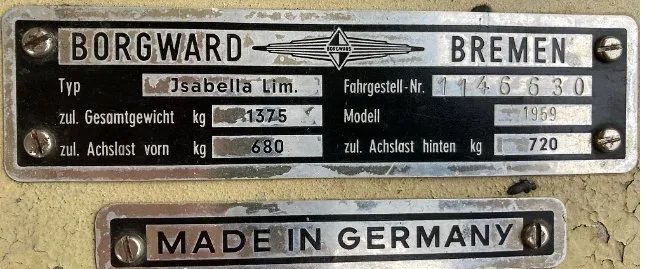 BORGWARD BORGWARD BREMEN
Typ Jsabella Lim. Fahrgestell-Nr. 1146630
zul. Gesamtgewicht kg 1375 Modell 1959
zul. Achslast vorn kg 680 zul. Achslast hinten kg 720
MADE IN GERMANY